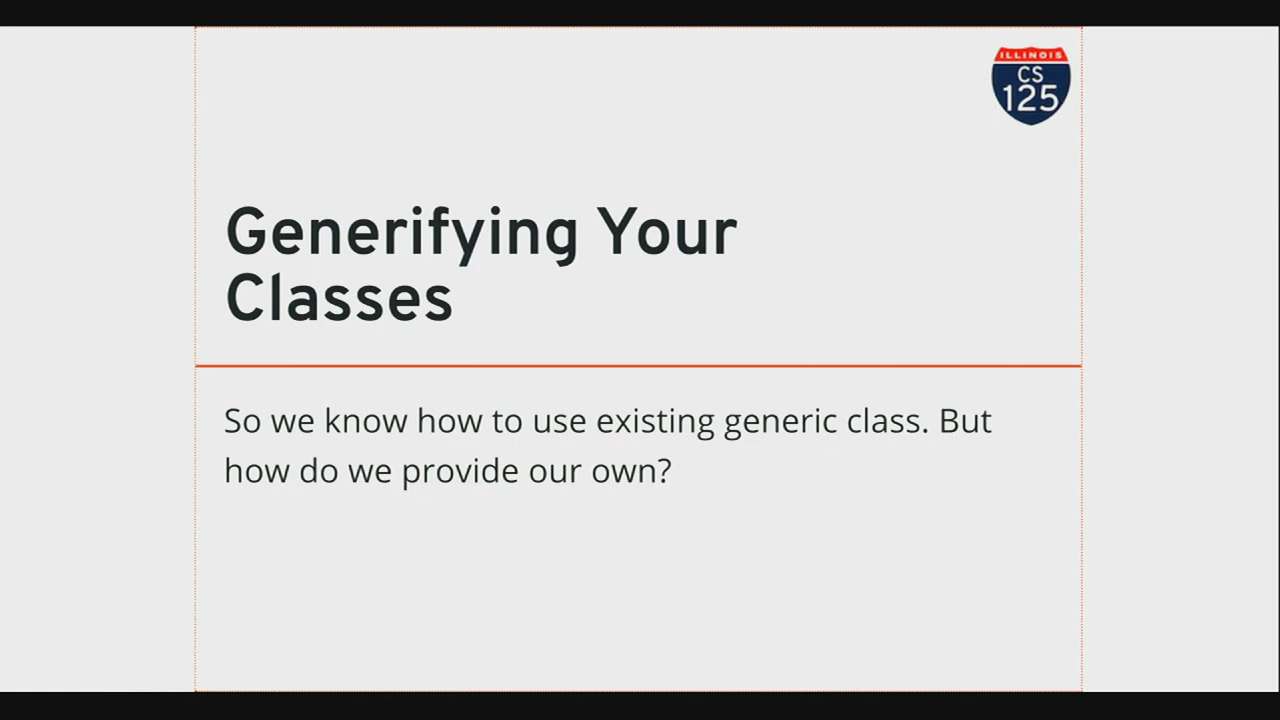 ILLINOIS
CS
125
Generifying Your
Classes
So we know how to use existing generic class. But
how do we provide our own?